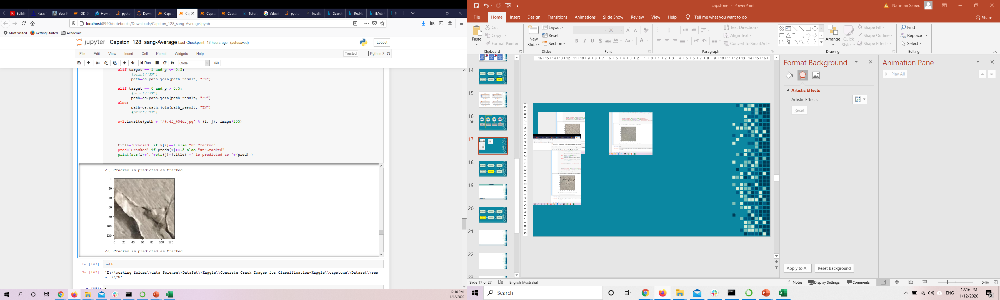 Buildin
Keras
Your F
IOD_D
How t
python
Downl
Capst
Ca
Capst
Capst
Tutori
ValueE
python
Invalid
Search
ResNe
iMet:
localhost:8990/notebooks/Downloads/Capston_128_sang-Average.ipynb
Most Visited Getting Started Academic
jupyter Capston_128_sang-Average Last Checkpoint: 13 hours ago (autosaved) Logout
File Edit View Insert Cell Kernel Widgets Help Trusted Python 3
Run Code
elif target == 1 and p <= 0.5:
#print('FN')
path=os.path.join(path_result, "FN")
elif target == 0 and p > 0.5:
#print('FP')
path=os.path.join(path_result, "FP")
else:
path=os.path.join(path_result, "TN")
#print('TN')
cv2.imwrite(path + '/%.4f_%04d.jpg' % (i, j), image*255)
title='Cracked' if y[i]==1 else "un-Cracked"
pred='Cracked' if preds[i]>=.5 else "un-Cracked"
print(str(i)+','+str(j)+(title) +' is predicted as '+(pred) )
21,3Cracked is predicted as Cracked
0
20
40
60
80
100
120
0 20 40 60 80 100 120
22,3Cracked is predicted as Cracked
In [147]: path
Out[147]: 'D:\\working folder\\data Sciense\\DataSet\\Kaggle\\Concrete Crack Images for Classification-Kaggle\\capstone\\Dataset\\res
ult\\TN'
12:16 PM
1/12/2020
capstone - PowerPoint
Nariman Saeed
File Home Insert Design Transitions Animations Slide Show Review View Help Tell me what you want to do Share
Paste
Cut
Copy
Format Painter
Clipboard
New Slide
Layout
Reset
Section
Slides
36
B I U S abc AV Aa A
Font
Text Direction
Align Text
Convert to SmartArt
Paragraph
Arrange
Quick Styles
Shape Fill
Shape Outline
Shape Effects
Drawing
Find
Replace
Select
Editing
14
15
16
17
18
19
20
21
22
23
Format Background
Artistic Effects
Artistic Effects
Reset
Apply to All Reset Background
Animation Pane
Play All
Slide 17 of 27 English (Australia) Notes Display Settings Comments 54%
Search
ENG
12:16 PM
1/12/2020
2